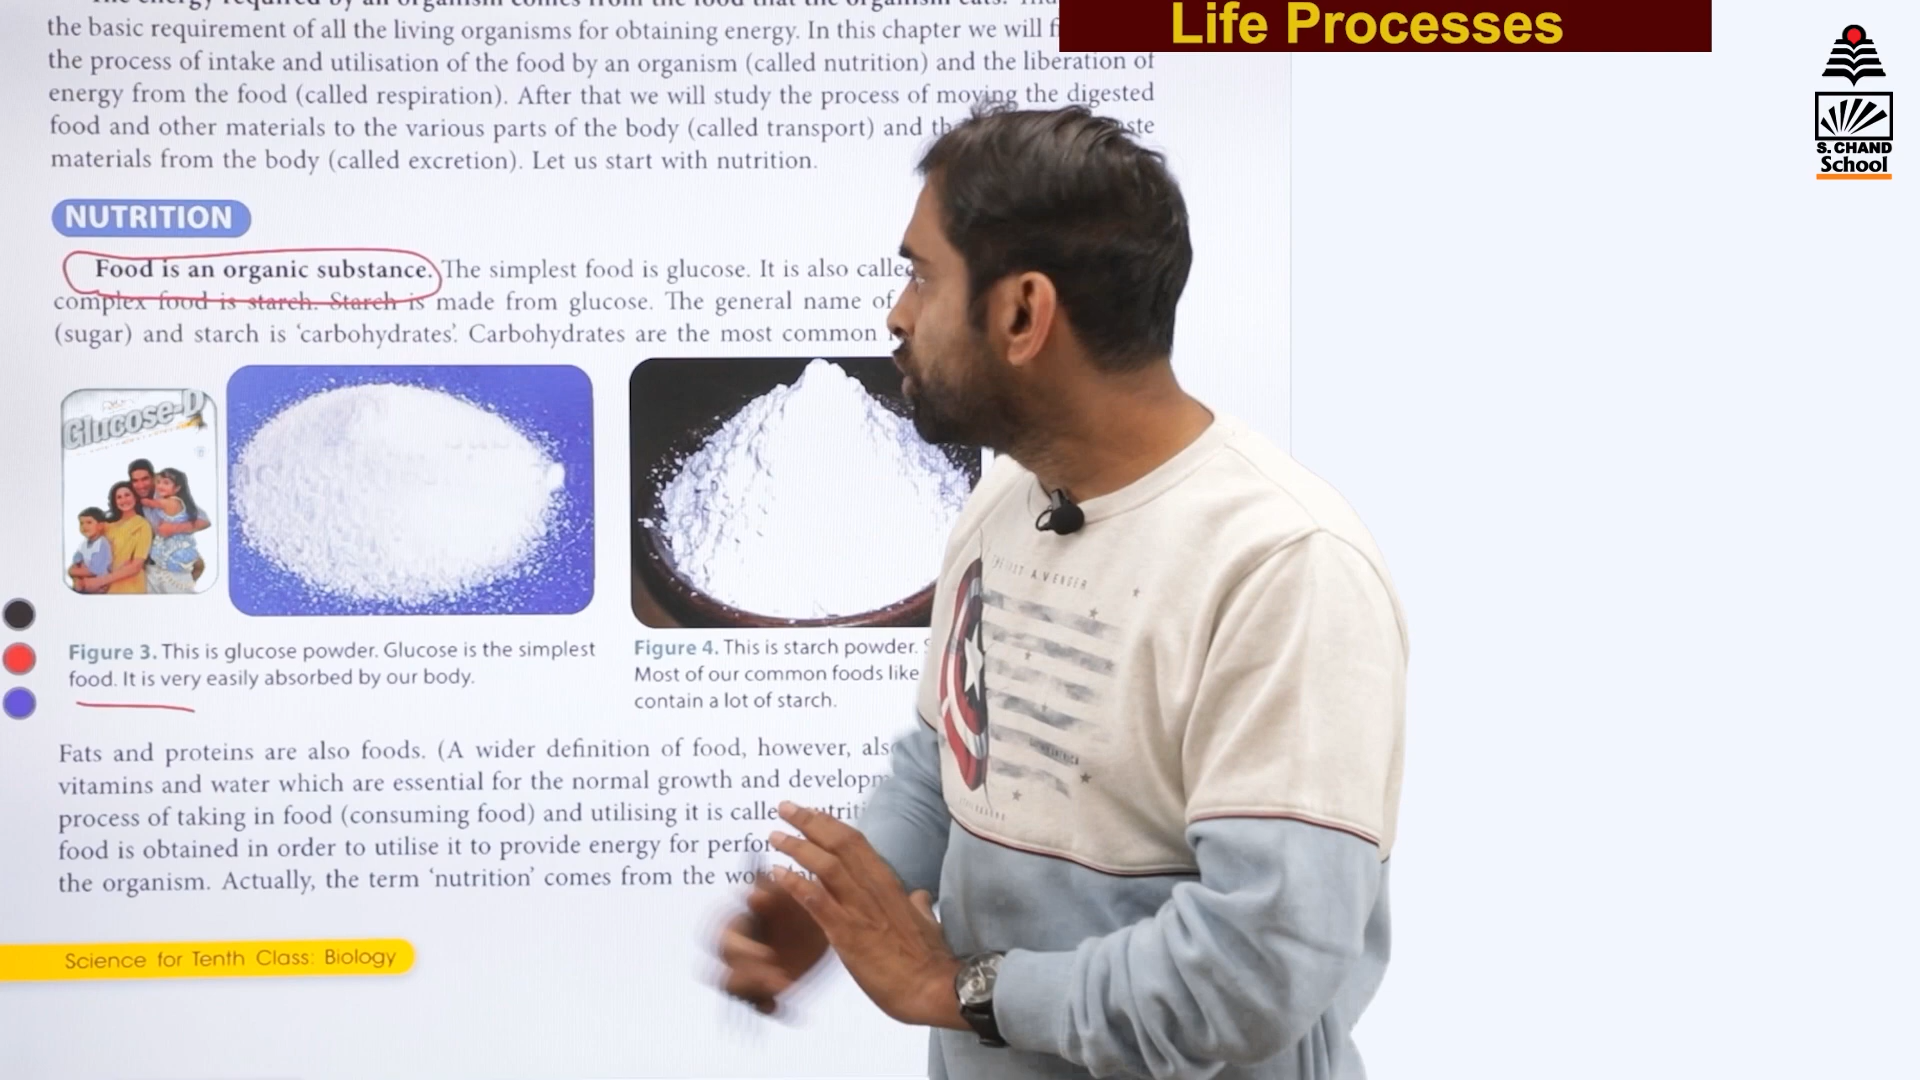 Life Processes
the basic requirement of all the living organisms for obtaining energy. In this chapter we will
the process of intake and utilisation of the food by an organism (called nutrition) and the liberation of
energy from the food (called respiration). After that we will study the process of moving the digested
food and other materials to the various parts of the body (called transport) and
materials from the body (called excretion). Let us start with nutrition.
NUTRITION
Food is an organic substance. The simplest food is glucose. It is also called
complex food is starch. Starch is made from glucose. The general name of
(sugar) and starch is ‘carbohydrates’. Carbohydrates are the most common
Glucose-D
Figure 3. This is glucose powder. Glucose is the simplest
food. It is very easily absorbed by our body.
Figure 4. This is starch powder.
Most of our common foods like
contain a lot of starch.
Fats and proteins are also foods. (A wider definition of food, however,
vitamins and water which are essential for the normal growth and
process of taking in food (consuming food) and utilising it is
food is obtained in order to utilise it to provide energy for
the organism. Actually, the term ‘nutrition’ comes from the
Science for Tenth Class: Biology
S. CHAND
School
A.VENGER